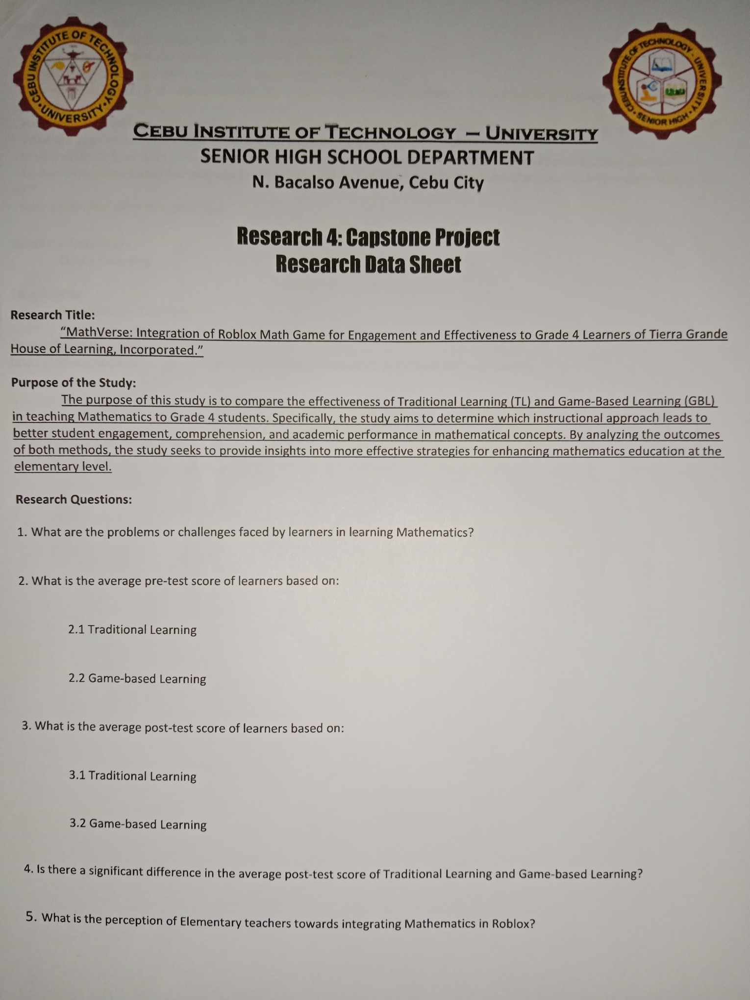 CEBU INSTITUTE OF TECHNOLOGY • UNIVERSITY •
CEBU INSTITUTE OF TECHNOLOGY - UNIVERSITY • SENIOR HIGH •
CEBU INSTITUTE OF TECHNOLOGY – UNIVERSITY
SENIOR HIGH SCHOOL DEPARTMENT
N. Bacalso Avenue, Cebu City
Research 4: Capstone Project
Research Data Sheet
Research Title:
“MathVerse: Integration of Roblox Math Game for Engagement and Effectiveness to Grade 4 Learners of Tierra Grande
House of Learning, Incorporated.”
Purpose of the Study:
The purpose of this study is to compare the effectiveness of Traditional Learning (TL) and Game-Based Learning (GBL)
in teaching Mathematics to Grade 4 students. Specifically, the study aims to determine which instructional approach leads to
better student engagement, comprehension, and academic performance in mathematical concepts. By analyzing the outcomes
of both methods, the study seeks to provide insights into more effective strategies for enhancing mathematics education at the
elementary level.
Research Questions:
1. What are the problems or challenges faced by learners in learning Mathematics?
2. What is the average pre-test score of learners based on:
2.1 Traditional Learning
2.2 Game-based Learning
3. What is the average post-test score of learners based on:
3.1 Traditional Learning
3.2 Game-based Learning
4. Is there a significant difference in the average post-test score of Traditional Learning and Game-based Learning?
5. What is the perception of Elementary teachers towards integrating Mathematics in Roblox?